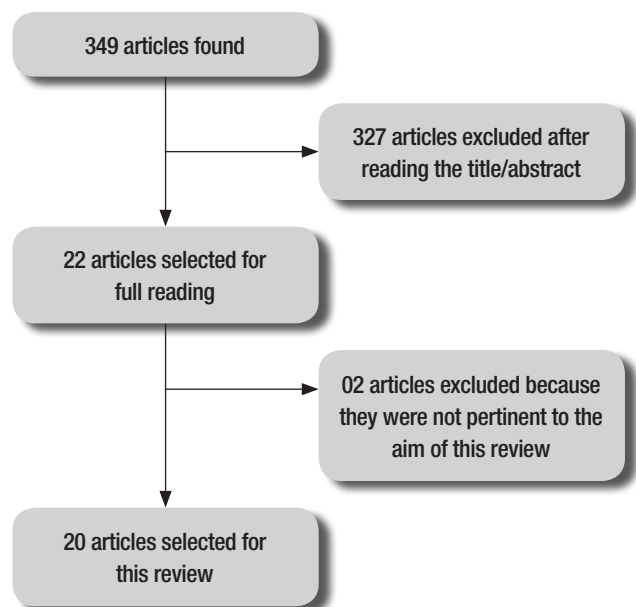 349 articles found
327 articles excluded after
reading the title/abstract
22 articles selected for
full reading
02 articles excluded because
they were not pertinent to the
aim of this review
20 articles selected for
this review